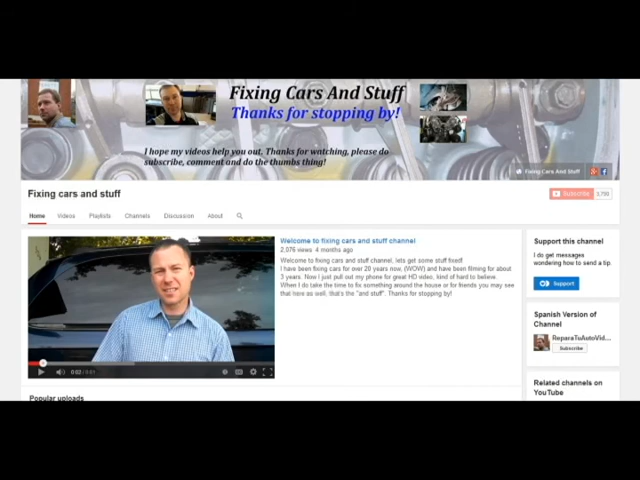 Fixing Cars And Stuff
Thanks for stopping by!
I hope my videos help you out. Thanks for watching, please do
subscribe, comment and do the thumbs thing!
Fixing Cars And Stuff
Fixing cars and stuff
Subscribe 3,750
Home Videos Playlists Channels Discussion About
Welcome to fixing cars and stuff channel
2,076 views 4 months ago
Welcome to fixing cars and stuff channel, lets get some stuff fixed!
I have been fixing cars for over 20 years now, (WOW) and have been filming for about
3 years. Now I just pull out my phone for great HD video, kind of hard to believe.
When I do take the time to fix something around the house or for friends you may see
that here as well, that's the "and stuff". Thanks for stopping by!
0:02 / 0:51
Support this channel
I do get messages
wondering how to send a tip.
Support
Spanish Version of
Channel
ReparaTuAutoVid...
Subscribe
Related channels on
YouTube
Popular uploads